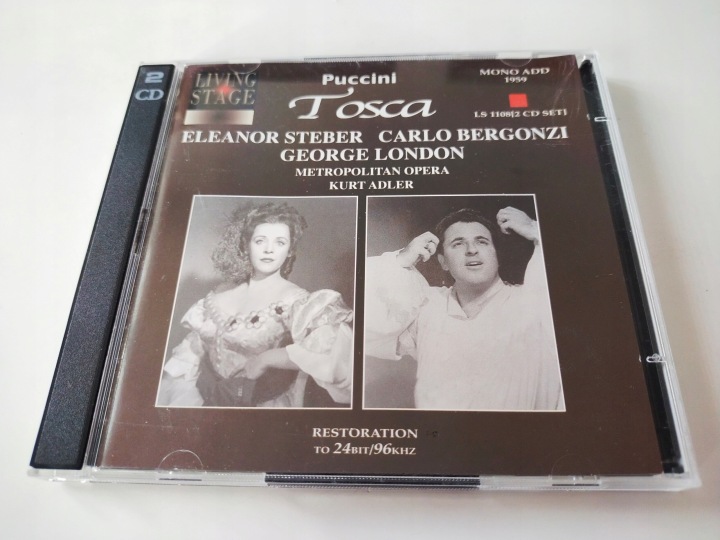 2
CD
LIVING
STAGE
Puccini
Tosca
MONO ADD
1959
LS 1108[2 CD SET]
ELEANOR STEBER CARLO BERGONZI
GEORGE LONDON
METROPOLITAN OPERA
KURT ADLER
RESTORATION
TO 24BIT/96KHZ